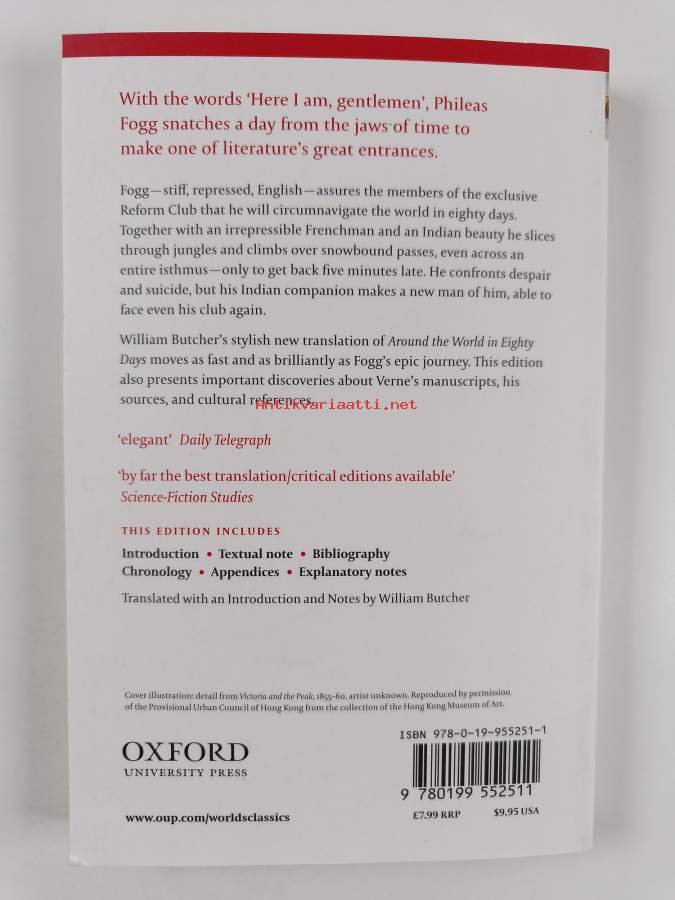 With the words ‘Here I am, gentlemen’, Phileas
Fogg snatches a day from the jaws of time to
make one of literature’s great entrances.
Fogg—stiff, repressed, English—assures the members of the exclusive
Reform Club that he will circumnavigate the world in eighty days.
Together with an irrepressible Frenchman and an Indian beauty he slices
through jungles and climbs over snowbound passes, even across an
entire isthmus—only to get back five minutes late. He confronts despair
and suicide, but his Indian companion makes a new man of him, able to
face even his club again.
William Butcher’s stylish new translation of Around the World in Eighty
Days moves as fast and as brilliantly as Fogg’s epic journey. This edition
also presents important discoveries about Verne’s manuscripts, his
sources, and cultural references.
Antikvariaatti.net
‘elegant’ Daily Telegraph
‘by far the best translation/critical editions available’
Science-Fiction Studies
THIS EDITION INCLUDES
Introduction • Textual note • Bibliography
Chronology • Appendices • Explanatory notes
Translated with an Introduction and Notes by William Butcher
Cover illustration: detail from Victoria and the Peak, 1855–60, artist unknown. Reproduced by permission
of the Provisional Urban Council of Hong Kong from the collection of the Hong Kong Museum of Art.
OXFORD
UNIVERSITY PRESS
www.oup.com/worldsclassics
ISBN 978-0-19-955251-1
9 780199 552511
£7.99 RRP $9.95 USA